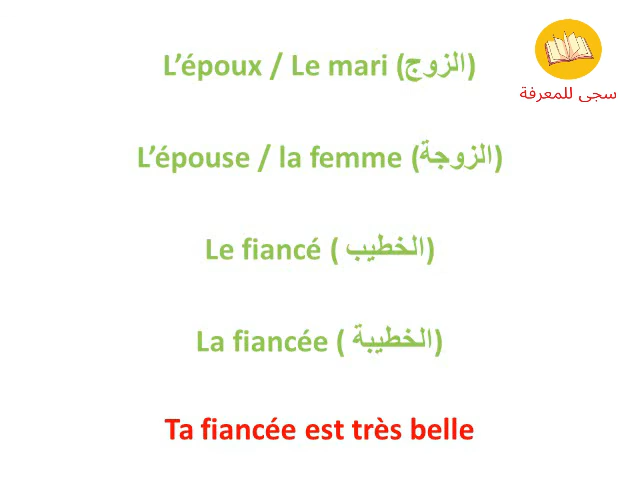 L’époux / Le mari (الزوج)
سجى للمعرفة
L’épouse / la femme (الزوجة)
Le fiancé ( الخطيب)
La fiancée ( الخطيبة)
Ta fiancée est très belle